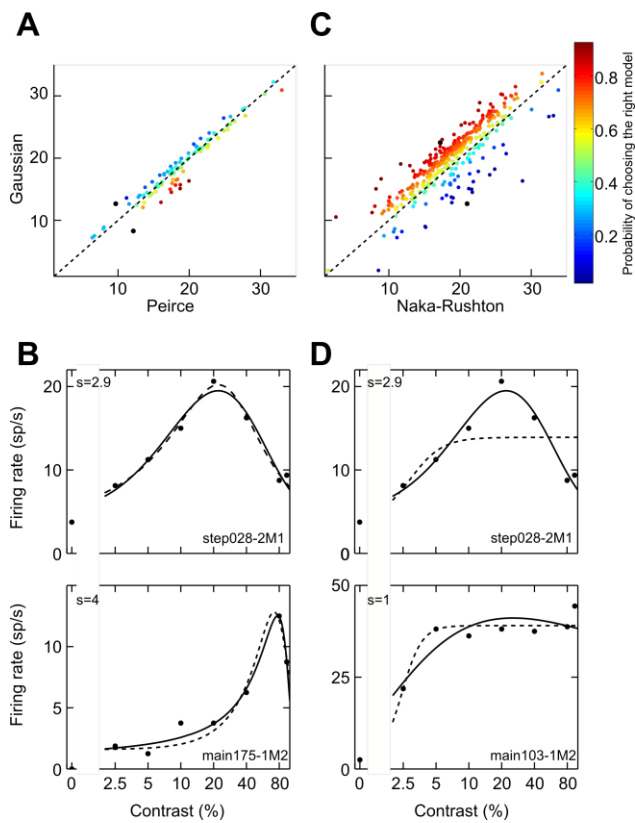 A
C
Gaussian
30
20
10
10
20
30
Peirce
10
20
30
Naka-Rushton
0.8
0.6
0.4
0.2
Probability of choosing the right model
B
D
Firing rate (sp/s)
20
10
0
s=2.9
step028-2M1
20
10
0
s=2.9
step028-2M1
Firing rate (sp/s)
10
5
0
s=4
main175-1M2
0
2.5
5
10
20
40
80
Contrast (%)
50
25
0
s=1
main103-1M2
0
2.5
5
10
20
40
80
Contrast (%)